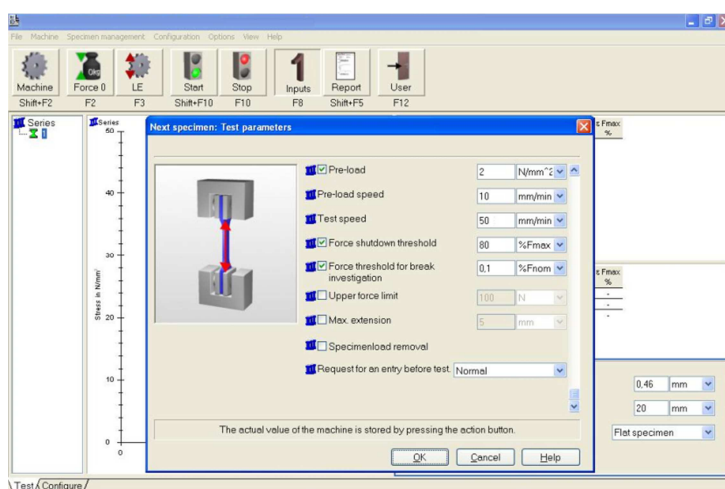 File Machine Specimen management Configuration Options View Help
Machine Force 0 LE Start Stop Inputs Report User
Shift+F2 F2 F3 Shift+F10 F10 F8 Shift+F5 F12
Series
1
Series
60
40
30
20
10
0
0
Stress in N/mm²
Next specimen: Test parameters
Pre-load 2 N/mm^2
Pre-load speed 10 mm/min
Test speed 50 mm/min
Force shutdown threshold 80 %Fmax
Force threshold for break 0.1 %Fnom
investigation
Upper force limit 100 N
Max. extension 5 mm
Specimenload removal
Request for an entry before test. Normal
The actual value of the machine is stored by pressing the action button.
OK Cancel Help
ε Fmax
%
ε Fmax
%
-
-
-
0.46 mm
20 mm
Flat specimen
Test Configure